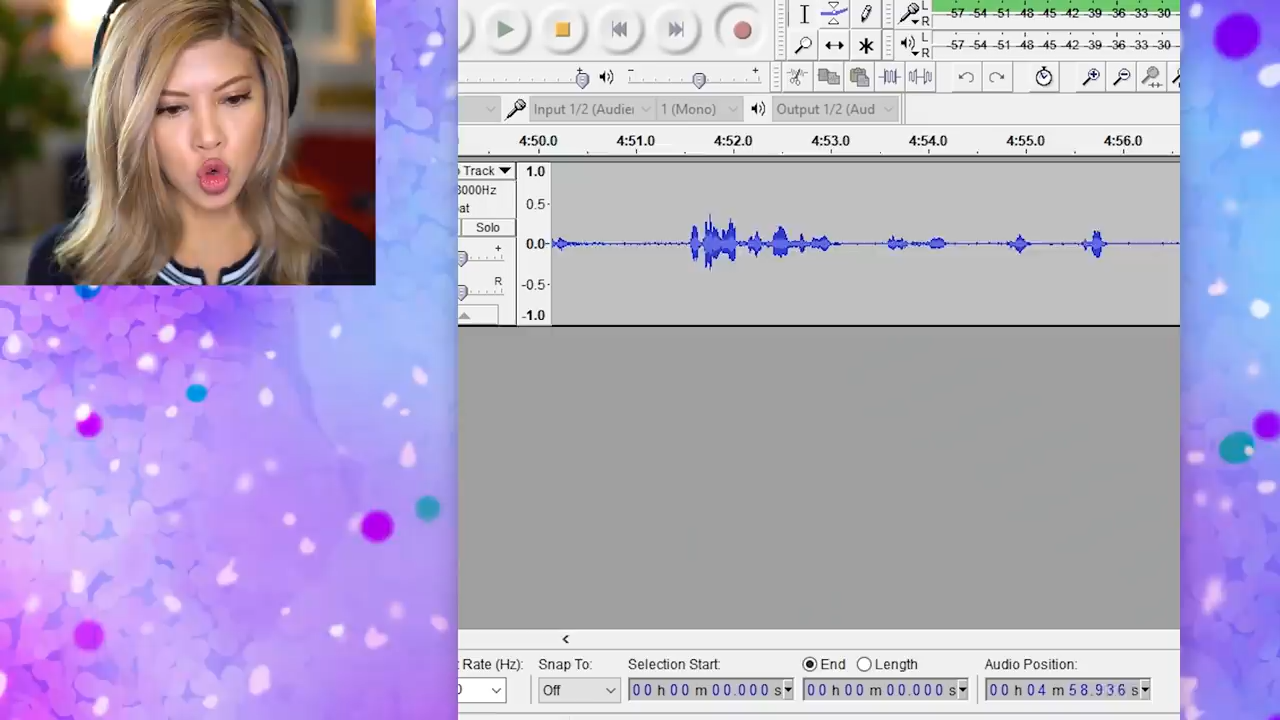 -57 -54 -51 -48 -45 -42 -39 -36 -33 -30
L
R
-57 -54 -51 -48 -45 -42 -39 -36 -33 -30
L
R
- +
+
Input 1/2 (Audier
1 (Mono)
Output 1/2 (Aud
4:50.0 4:51.0 4:52.0 4:53.0 4:54.0 4:55.0 4:56.0
Track
1.0
8000Hz
0.5
at
Solo
0.0
+
R
-0.5
-1.0
Rate (Hz):
Snap To:
Selection Start:
End
Length
Audio Position:
0
Off
00 h 00 m 00.000 s
00 h 00 m 00.000 s
00 h 04 m 58.936 s